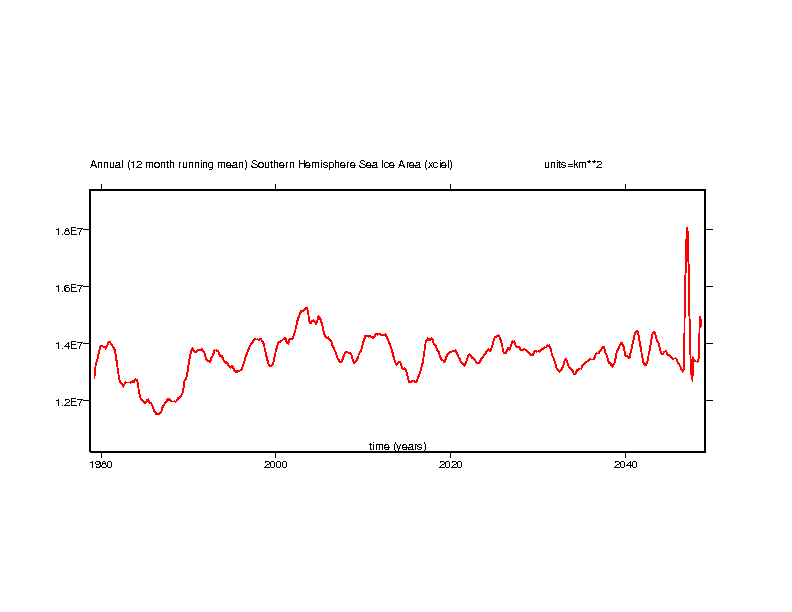 Annual (12 month running mean) Southern Hemisphere Sea Ice Area (xciel) units=km**2
1.8E7
1.6E7
1.4E7
1.2E7
time (years)
1980 2000 2020 2040